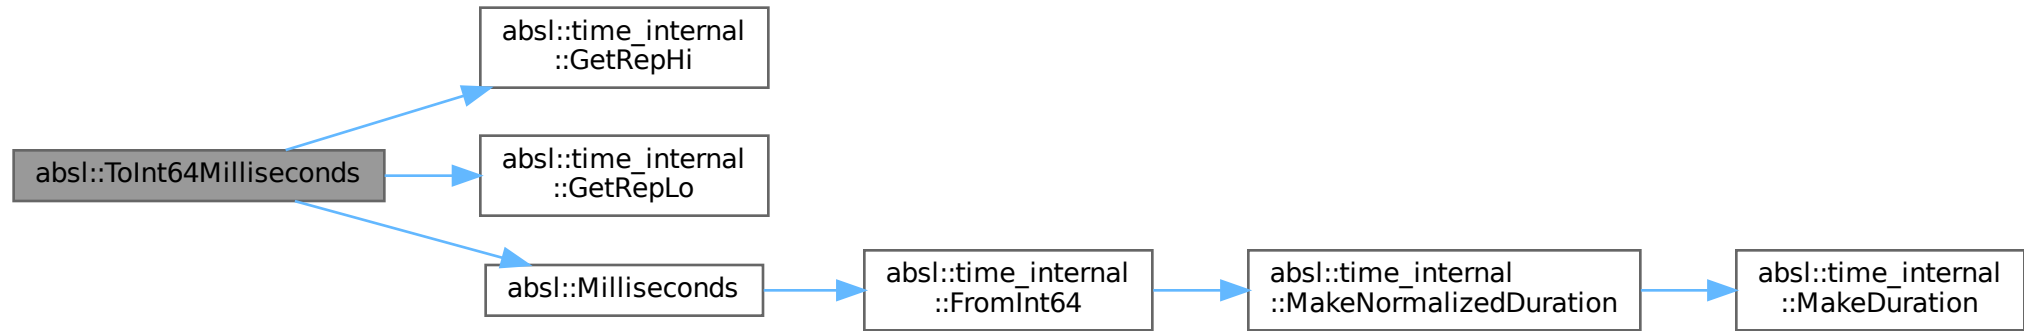 absl::time_internal
::GetRepHi
absl::ToInt64Milliseconds
absl::time_internal
::GetRepLo
absl::Milliseconds
absl::time_internal
::FromInt64
absl::time_internal
::MakeNormalizedDuration
absl::time_internal
::MakeDuration